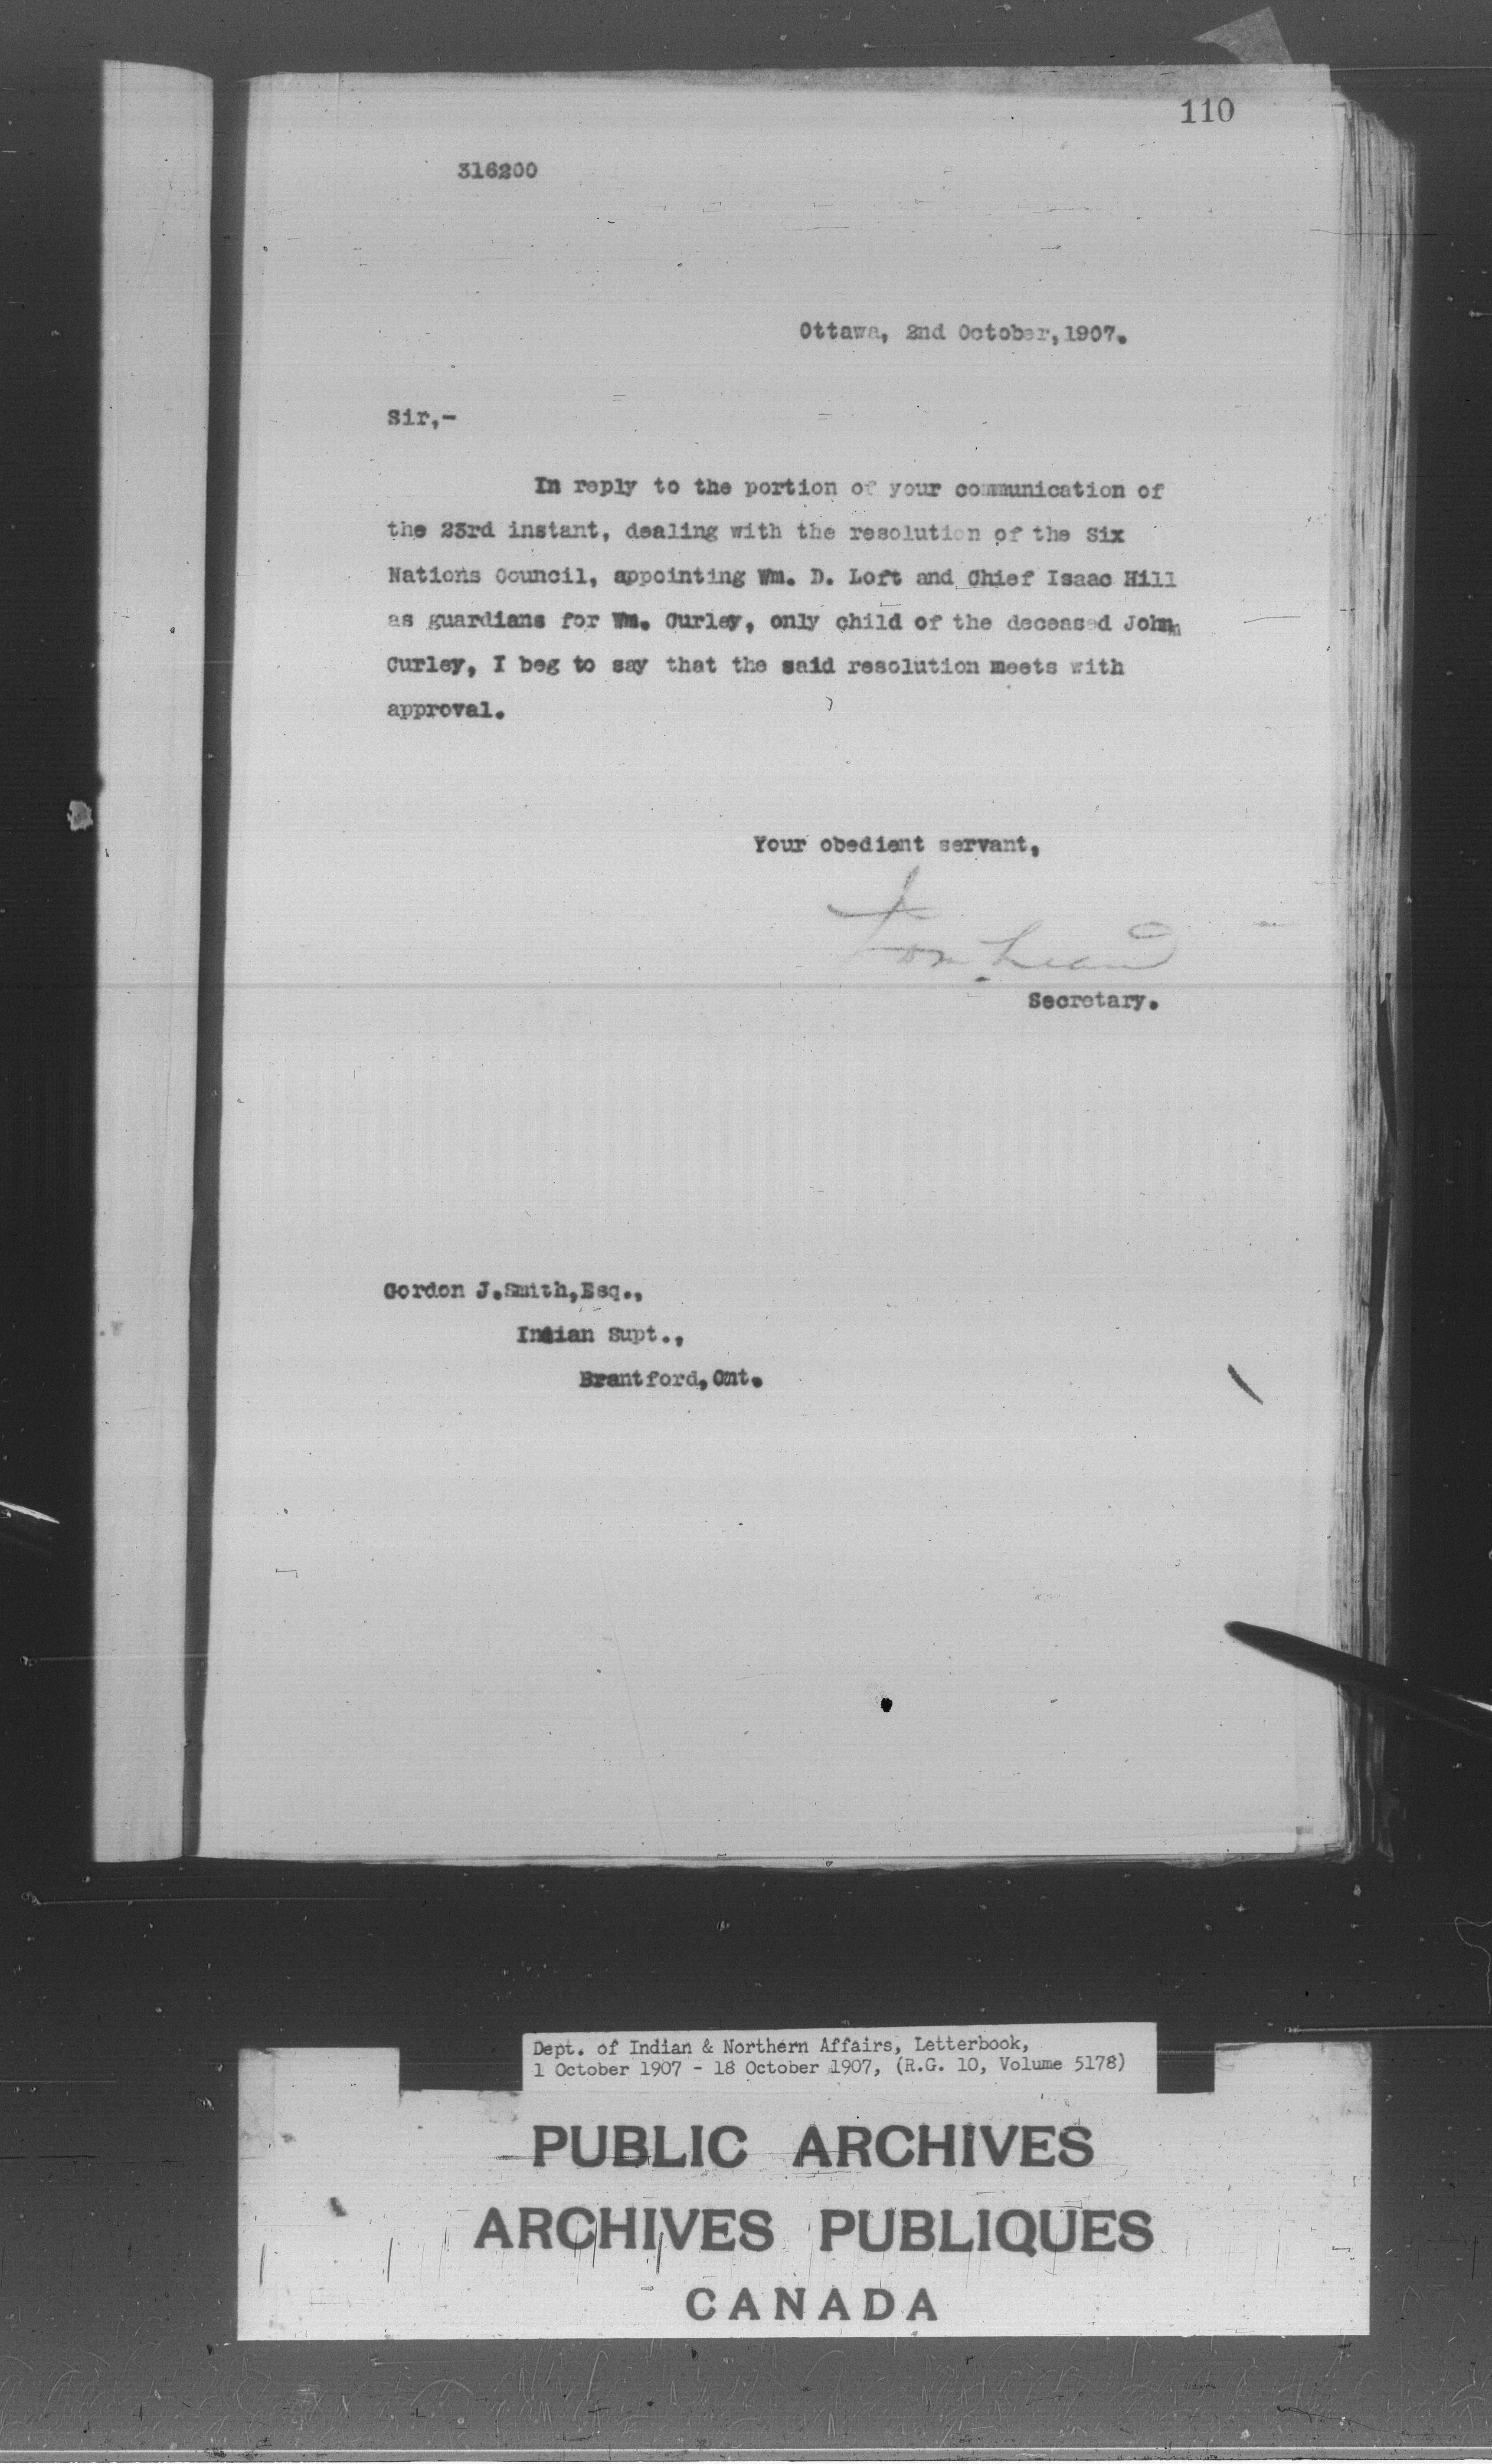 110
316200
Ottawa, 2nd October, 1907.
Sir,-
In reply to the portion of your communication of
the 23rd instant, dealing with the resolution of the Six
Nations Council, appointing Wm. D. Loft and Chief Isaac Hill
as guardians for Wm. Curley, only child of the deceased John
Curley, I beg to say that the said resolution meets with
approval.
Your obedient servant,
Secretary.
Gordon J. Smith, Esq.,
Indian Supt.,
Brantford, Ont.
Dept. of Indian & Northern Affairs, Letterbook,
1 October 1907 - 18 October 1907, (R.G. 10, Volume 5178)
PUBLIC ARCHIVES
ARCHIVES PUBLIQUES
CANADA